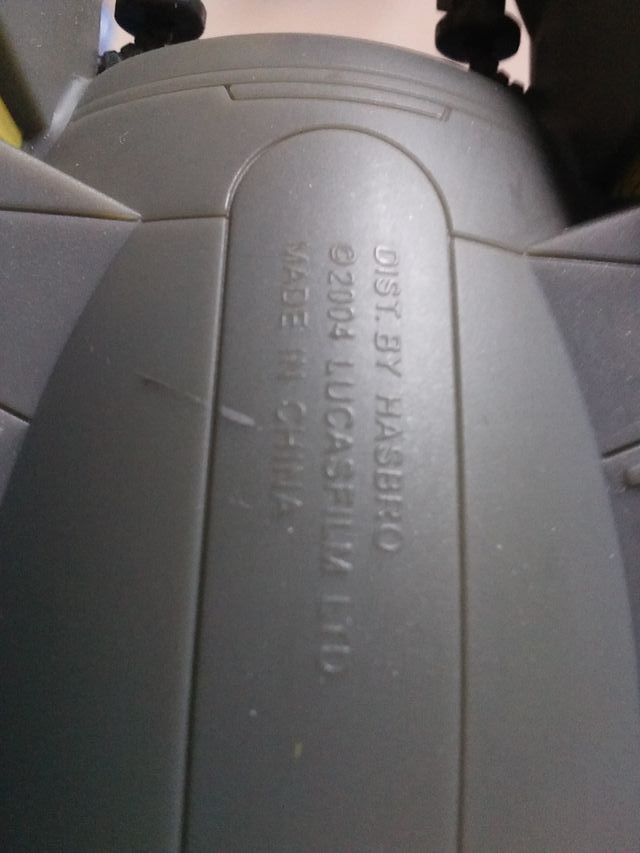 DIST. BY HASBRO
©2004 LUCASFILM LTD.
MADE IN CHINA